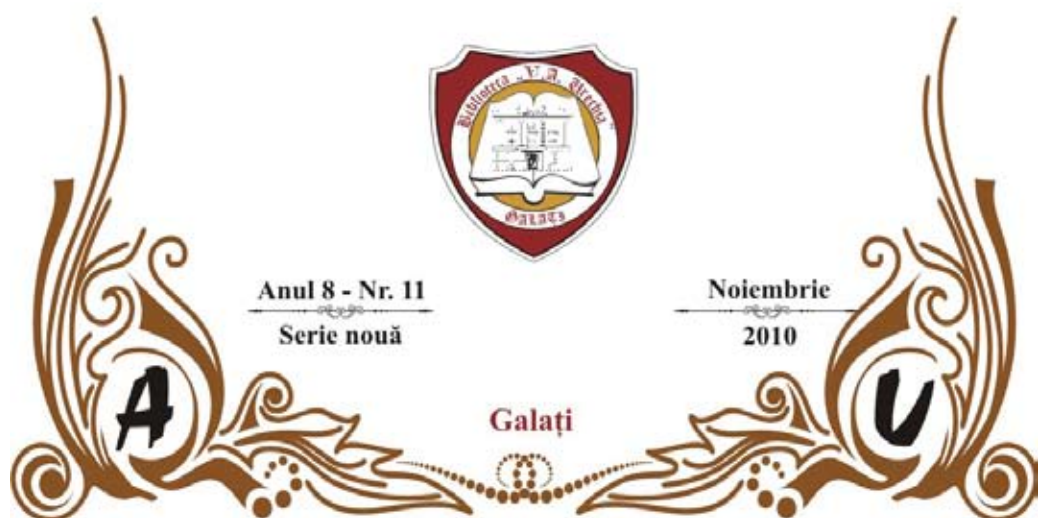 Biblioteca „V.A. Urechia”
GALAȚI
Anul 8 - Nr. 11
Serie nouă
Noiembrie
2010
A
U
Galați